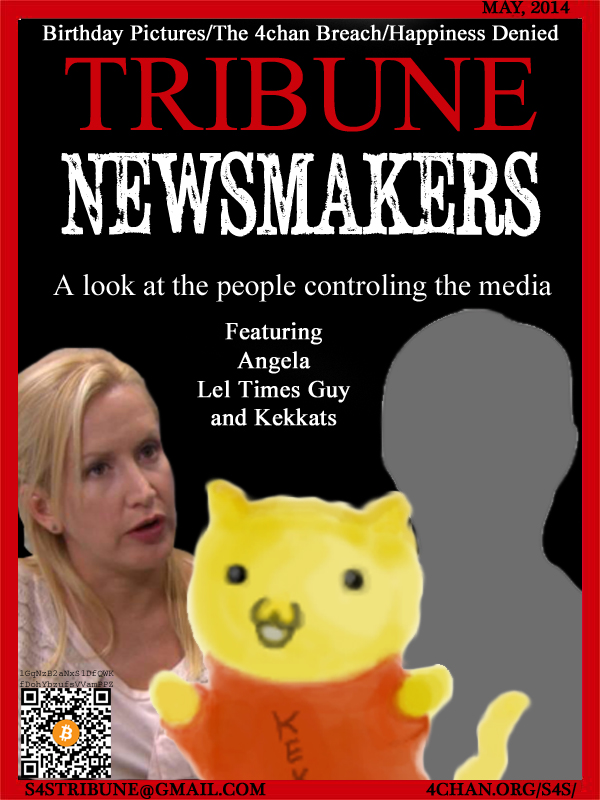 MAY, 2014
Birthday Pictures/The 4chan Breach/Happiness Denied
TRIBUNE
NEWSMAKERS
A look at the people controling the media
Featuring
Angela
Lel Times Guy
and Kekkats
KEK
S4STRIBUNE@GMAIL.COM
4CHAN.ORG/S4S/